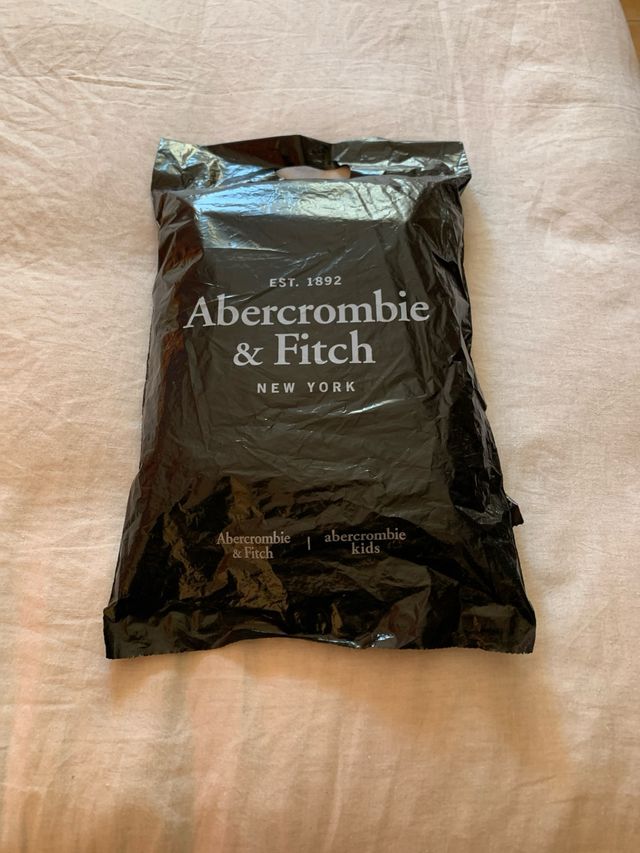 EST. 1892
Abercrombie
& Fitch
NEW YORK
Abercrombie
& Fitch
|
abercrombie
kids